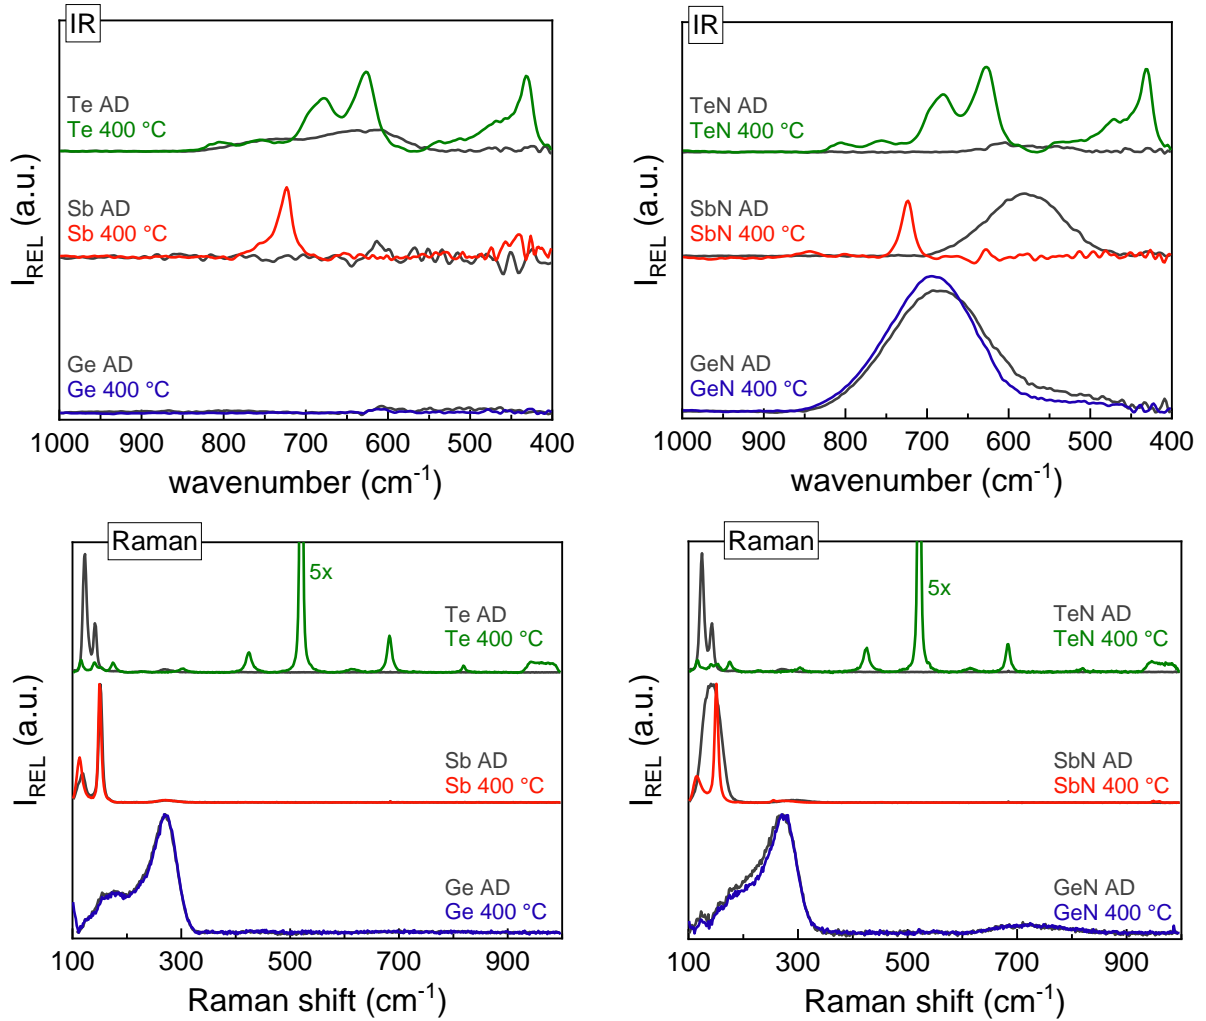 IR
Te AD
Te 400 °C
Sb AD
Sb 400 °C
Ge AD
Ge 400 °C
I_REL (a.u.)
1000 900 800 700 600 500 400
wavenumber (cm⁻¹)
IR
TeN AD
TeN 400 °C
SbN AD
SbN 400 °C
GeN AD
GeN 400 °C
I_REL (a.u.)
1000 900 800 700 600 500 400
wavenumber (cm⁻¹)
Raman
5x
Te AD
Te 400 °C
Sb AD
Sb 400 °C
Ge AD
Ge 400 °C
I_REL (a.u.)
100 300 500 700 900
Raman shift (cm⁻¹)
Raman
5x
TeN AD
TeN 400 °C
SbN AD
SbN 400 °C
GeN AD
GeN 400 °C
I_REL (a.u.)
100 300 500 700 900
Raman shift (cm⁻¹)